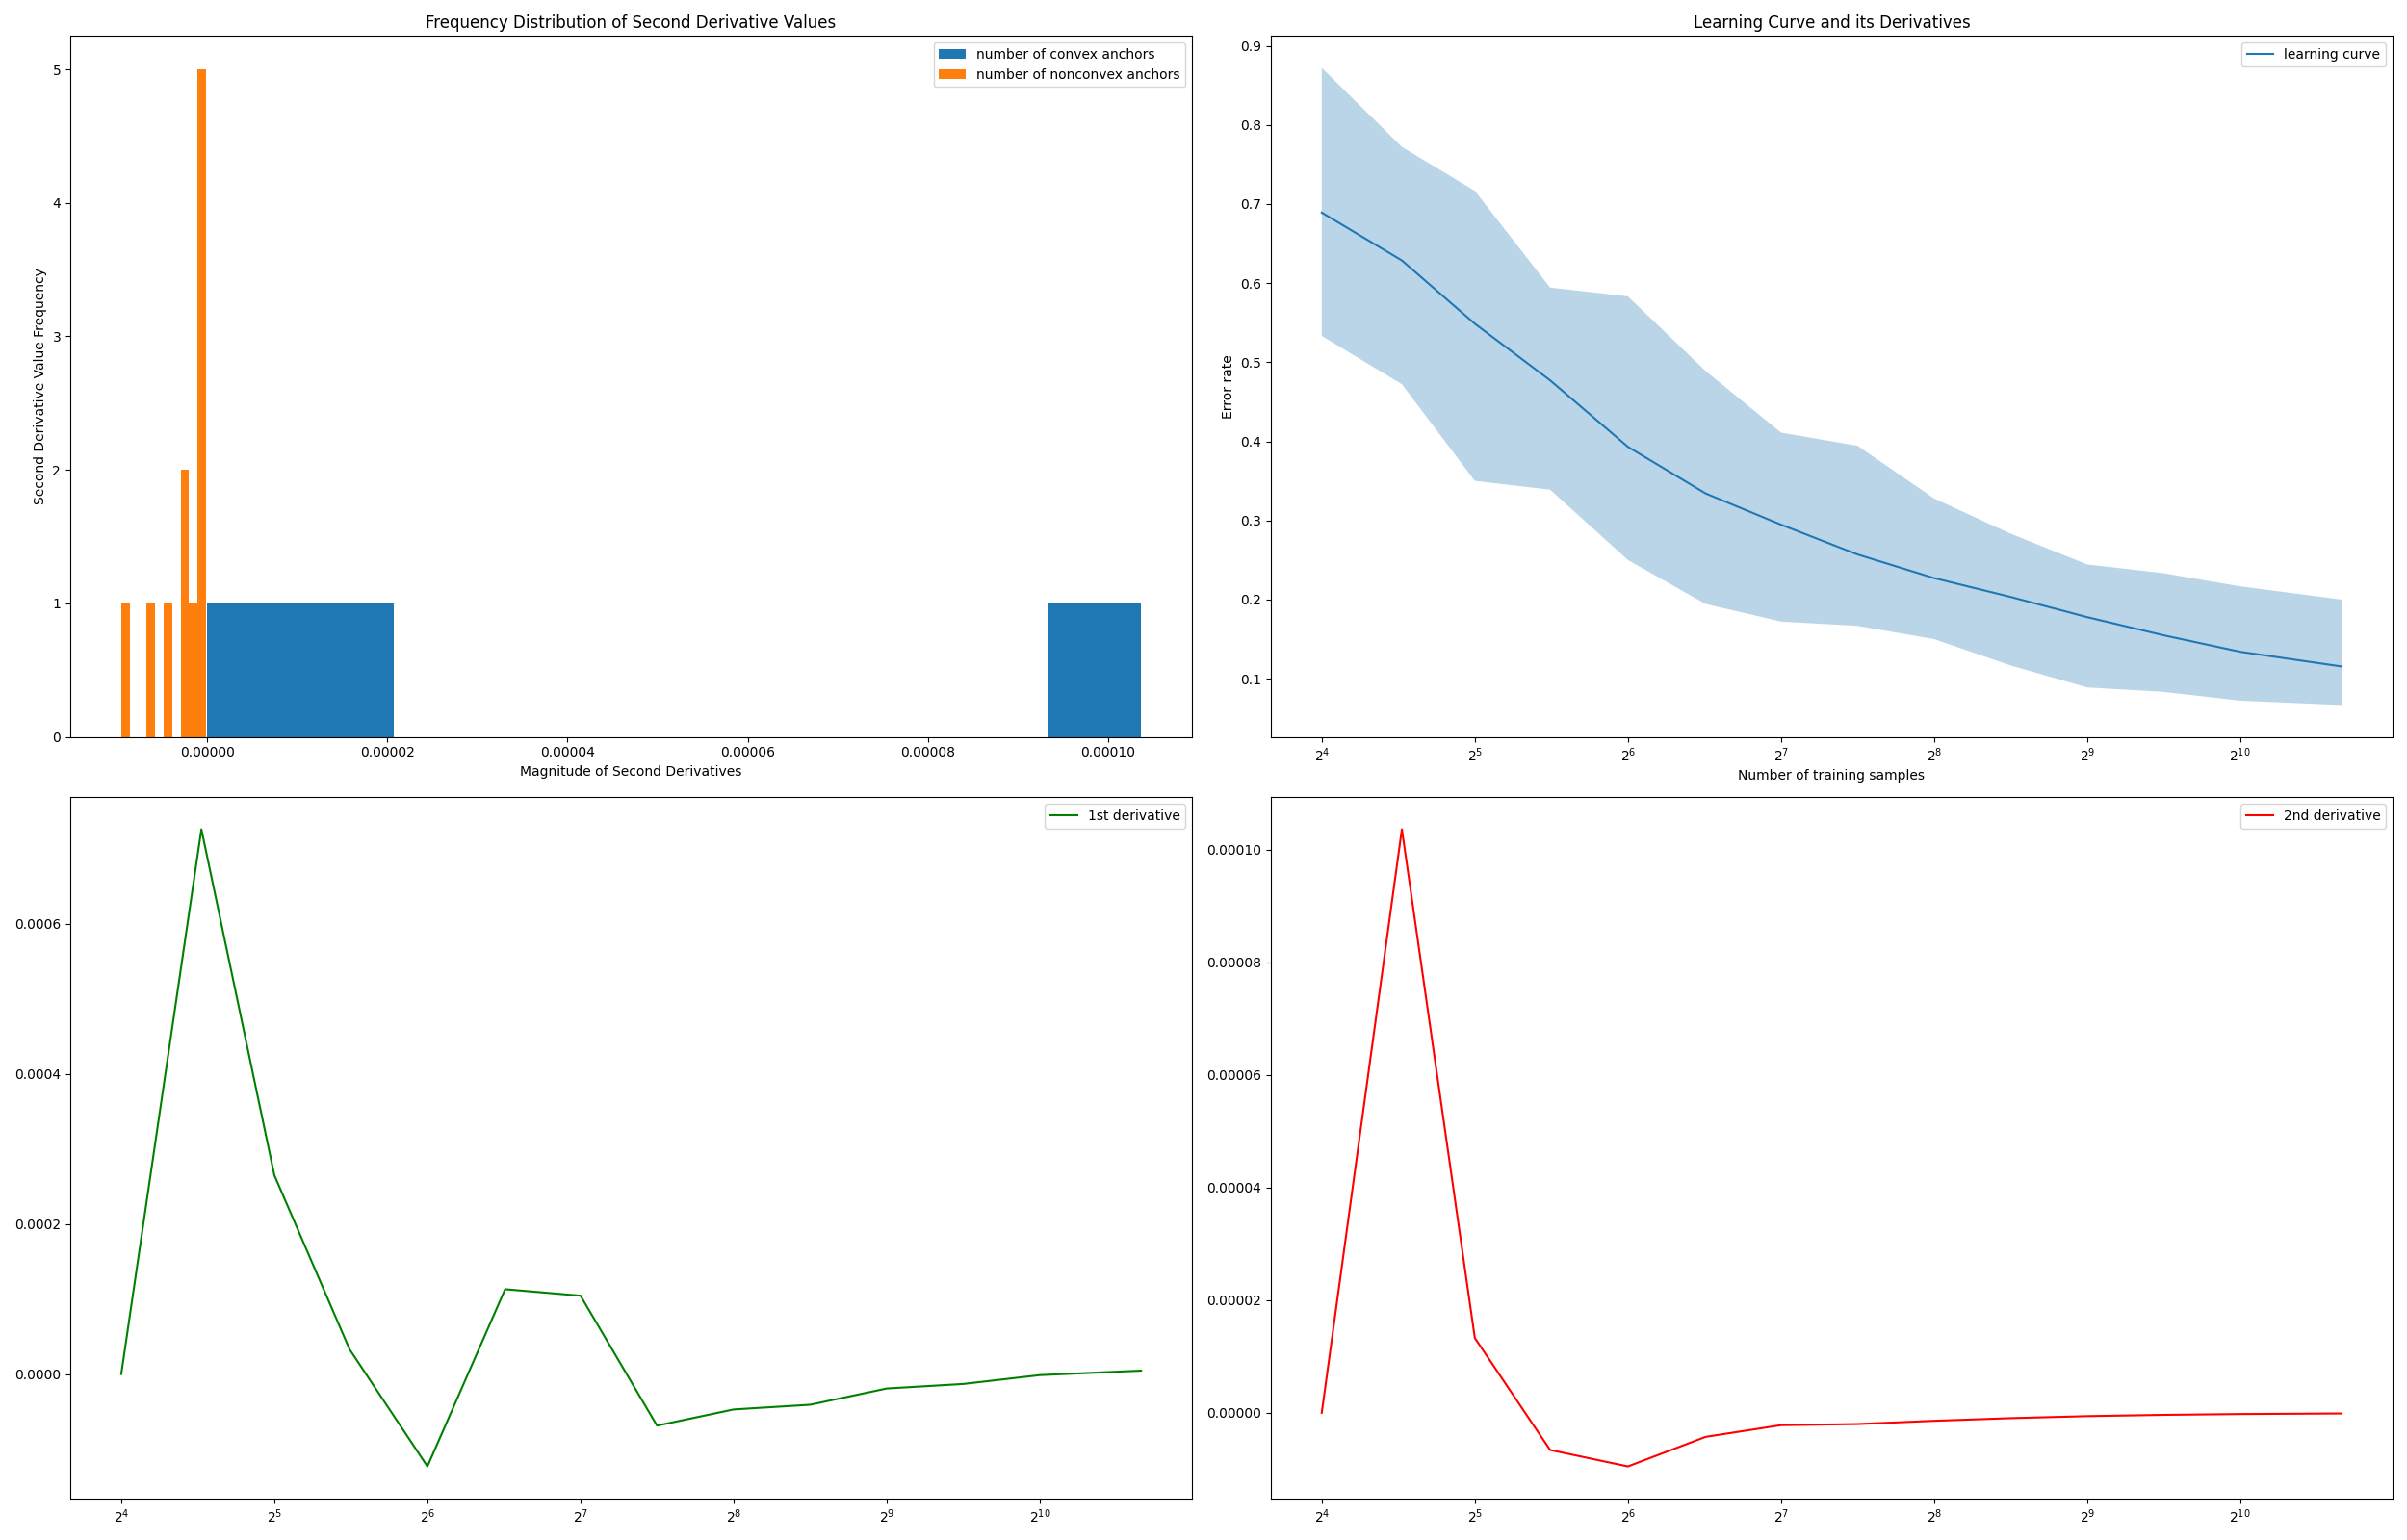 Frequency Distribution of Second Derivative Values
number of convex anchors
number of nonconvex anchors
5
4
3
2
1
0
Second Derivative Value Frequency
0.00000 0.00002 0.00004 0.00006 0.00008 0.00010
Magnitude of Second Derivatives
Learning Curve and its Derivatives
learning curve
0.9
0.8
0.7
0.6
0.5
0.4
0.3
0.2
0.1
Error rate
2⁴ 2⁵ 2⁶ 2⁷ 2⁸ 2⁹ 2¹⁰
Number of training samples
1st derivative
0.0006
0.0004
0.0002
0.0000
2⁴ 2⁵ 2⁶ 2⁷ 2⁸ 2⁹ 2¹⁰
2nd derivative
0.00010
0.00008
0.00006
0.00004
0.00002
0.00000
2⁴ 2⁵ 2⁶ 2⁷ 2⁸ 2⁹ 2¹⁰